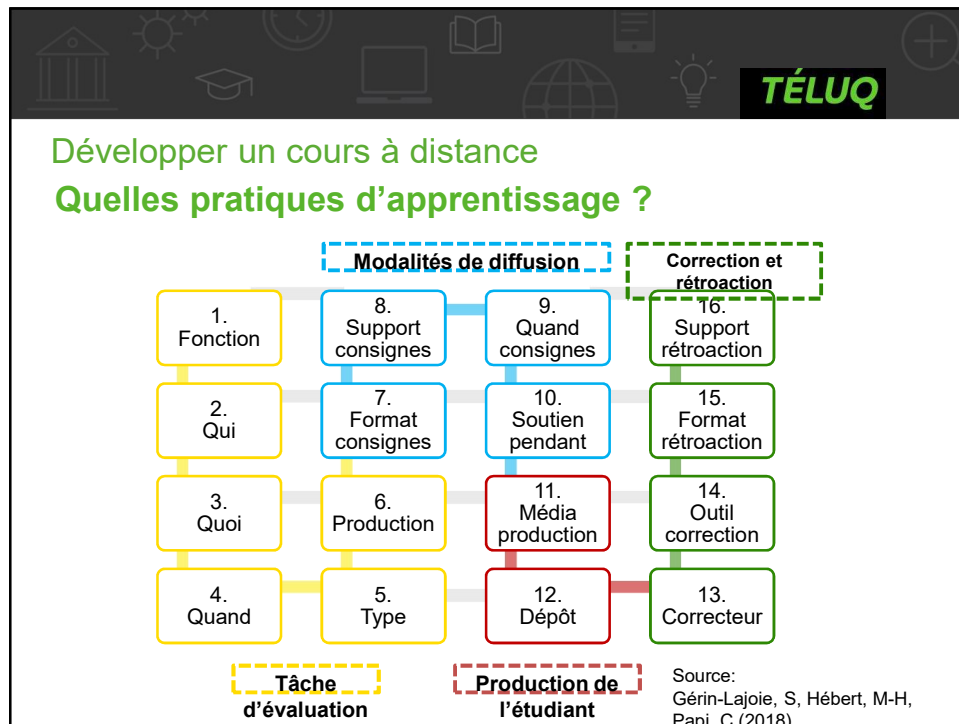 TÉLUQ
Développer un cours à distance
Quelles pratiques d’apprentissage ?
Modalités de diffusion
Correction et
rétroaction
1.
Fonction
8.
Support
consignes
9.
Quand
consignes
16.
Support
rétroaction
2.
Qui
7.
Format
consignes
10.
Soutien
pendant
15.
Format
rétroaction
3.
Quoi
6.
Production
11.
Média
production
14.
Outil
correction
4.
Quand
5.
Type
12.
Dépôt
13.
Correcteur
Tâche
d’évaluation
Production de
l’étudiant
Source:
Gérin-Lajoie, S, Hébert, M-H,
Papi, C (2018)